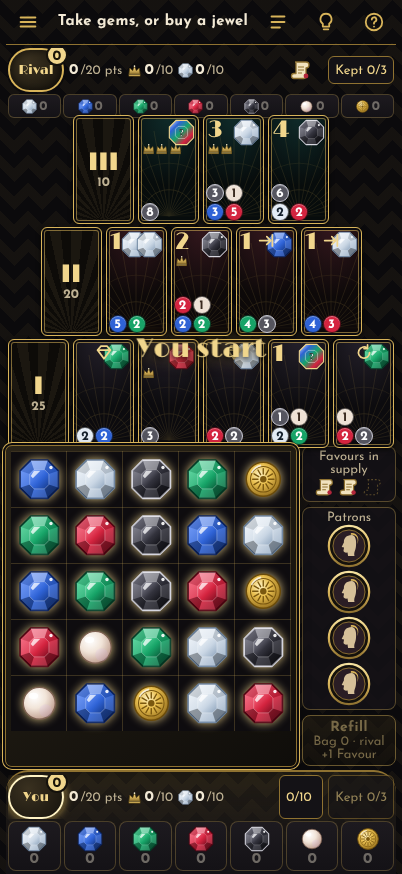 Take gems, or buy a jewel
0
Rival
0/20 pts 0/10 0/10
Kept 0/3
0 0 0 0 0 0 0
10
8
3
3 1
3 5
4
6
2 2
20
1
5 2
2
2 1
2 2
1
4 3
1
4 3
You start
25
2 2
3
2 2
1
1 1
2 2
1
2 2
Favours in
supply
Patrons
Refill
Bag 0 · rival
+1 Favour
0
You
0/20 pts 0/10 0/10
0/10
Kept 0/3
0 0 0 0 0 0 0